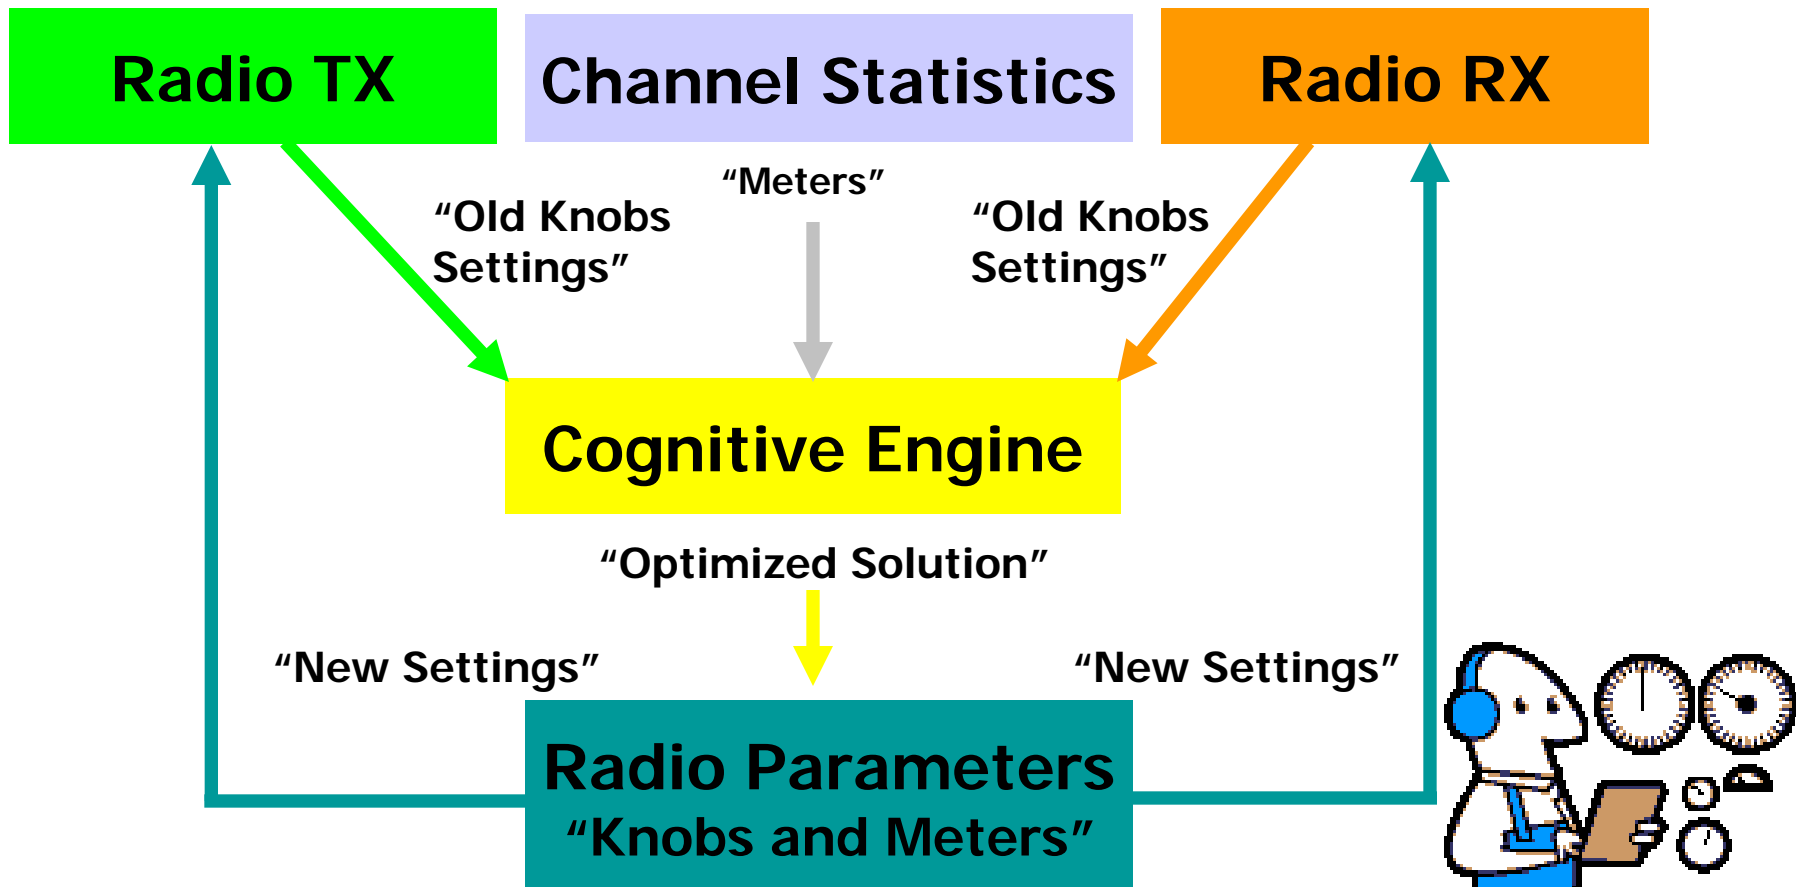 Radio TX
Channel Statistics
Radio RX
“Meters”
“Old Knobs
Settings”
“Old Knobs
Settings”
Cognitive Engine
“Optimized Solution”
“New Settings”
“New Settings”
Radio Parameters
“Knobs and Meters”